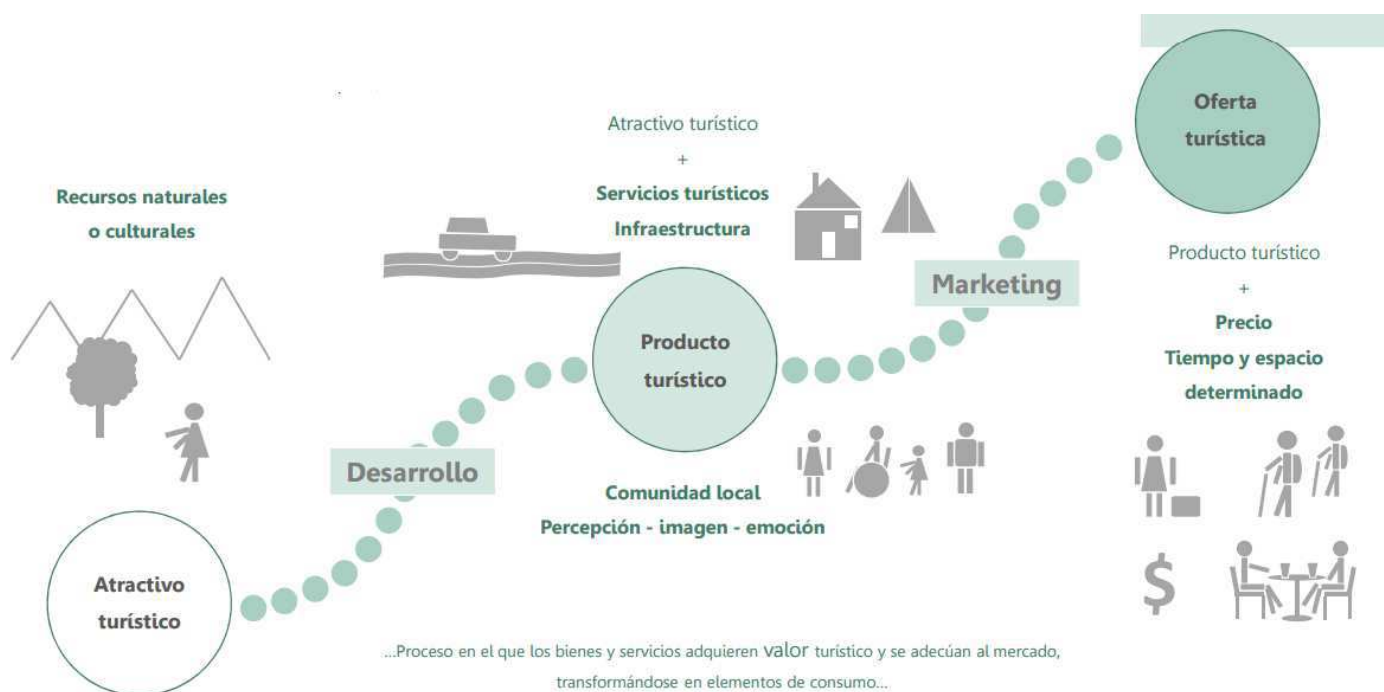 Recursos naturales
o culturales
Atractivo
turístico
Desarrollo
Atractivo turístico
+
Servicios turísticos
Infraestructura
Producto
turístico
Comunidad local
Percepción - imagen - emoción
Marketing
Oferta
turística
Producto turístico
+
Precio
Tiempo y espacio
determinado
$
...Proceso en el que los bienes y servicios adquieren valor turístico y se adecúan al mercado,
transformándose en elementos de consumo...